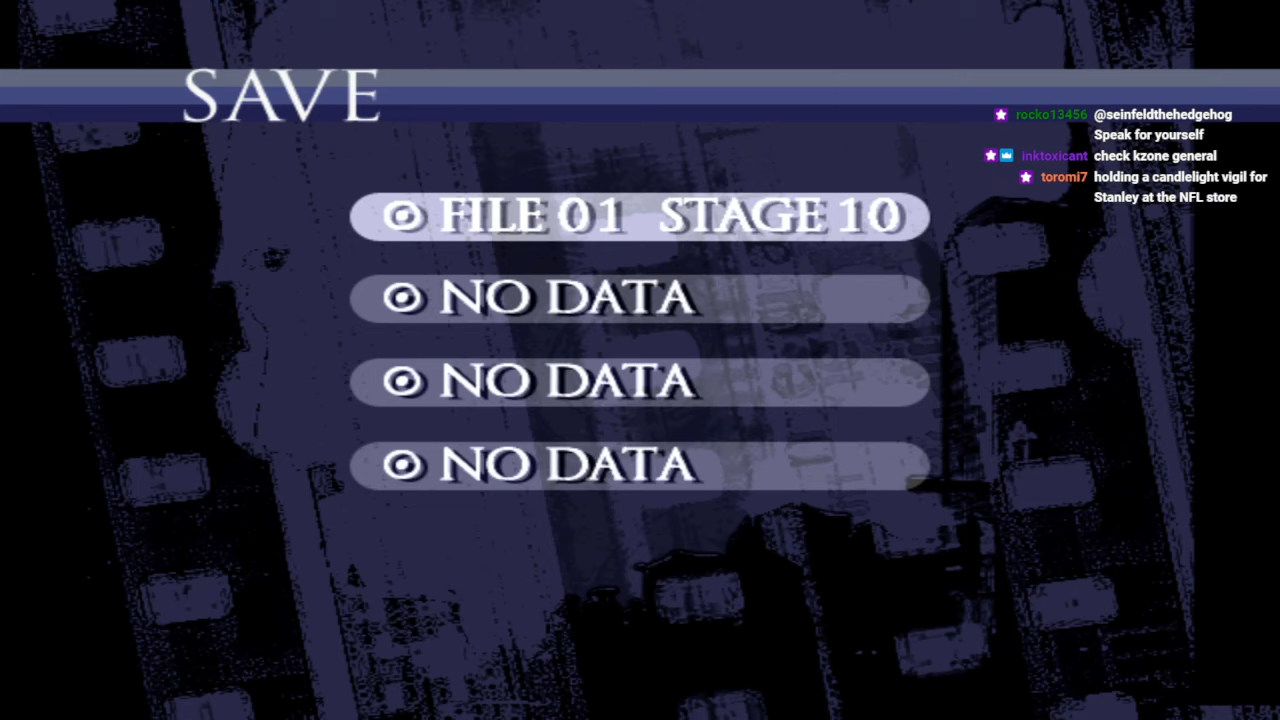 SAVE
rocko13456 @seinfeldthehedgehog
Speak for yourself
inktoxicant check kzone general
toromi7 holding a candlelight vigil for
Stanley at the NFL store
FILE 01 STAGE 10
NO DATA
NO DATA
NO DATA